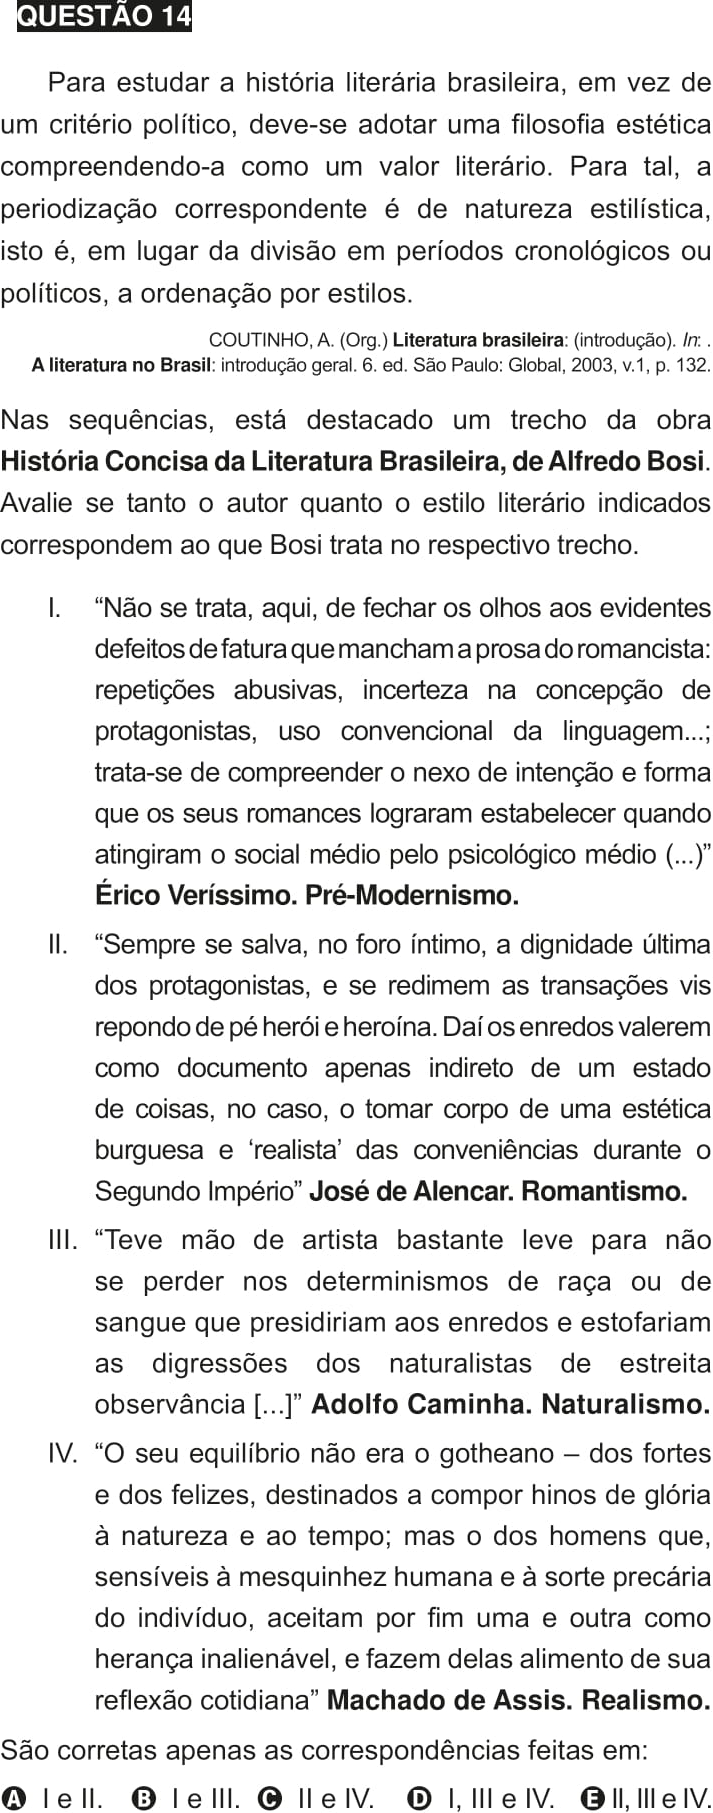 QUESTÃO 14
Para estudar a história literária brasileira, em vez de
um critério político, deve-se adotar uma filosofia estética
compreendendo-a como um valor literário. Para tal, a
periodização correspondente é de natureza estilística,
isto é, em lugar da divisão em períodos cronológicos ou
políticos, a ordenação por estilos.
COUTINHO, A. (Org.) Literatura brasileira: (introdução). In: .
A literatura no Brasil: introdução geral. 6. ed. São Paulo: Global, 2003, v.1, p. 132.
Nas sequências, está destacado um trecho da obra
História Concisa da Literatura Brasileira, de Alfredo Bosi.
Avalie se tanto o autor quanto o estilo literário indicados
correspondem ao que Bosi trata no respectivo trecho.
I. “Não se trata, aqui, de fechar os olhos aos evidentes
defeitos de fatura que mancham a prosa do romancista:
repetições abusivas, incerteza na concepção de
protagonistas, uso convencional da linguagem...;
trata-se de compreender o nexo de intenção e forma
que os seus romances lograram estabelecer quando
atingiram o social médio pelo psicológico médio (...)”
Érico Veríssimo. Pré-Modernismo.
II. “Sempre se salva, no foro íntimo, a dignidade última
dos protagonistas, e se redimem as transações vis
repondo de pé herói e heroína. Daí os enredos valerem
como documento apenas indireto de um estado
de coisas, no caso, o tomar corpo de uma estética
burguesa e ‘realista’ das conveniências durante o
Segundo Império” José de Alencar. Romantismo.
III. “Teve mão de artista bastante leve para não
se perder nos determinismos de raça ou de
sangue que presidiriam aos enredos e estofariam
as digressões dos naturalistas de estreita
observância [...]” Adolfo Caminha. Naturalismo.
IV. “O seu equilíbrio não era o gotheano – dos fortes
e dos felizes, destinados a compor hinos de glória
à natureza e ao tempo; mas o dos homens que,
sensíveis à mesquinhez humana e à sorte precária
do indivíduo, aceitam por fim uma e outra como
herança inalienável, e fazem delas alimento de sua
reflexão cotidiana” Machado de Assis. Realismo.
São corretas apenas as correspondências feitas em:
A I e II. B I e III. C II e IV. D I, III e IV. E II, III e IV.